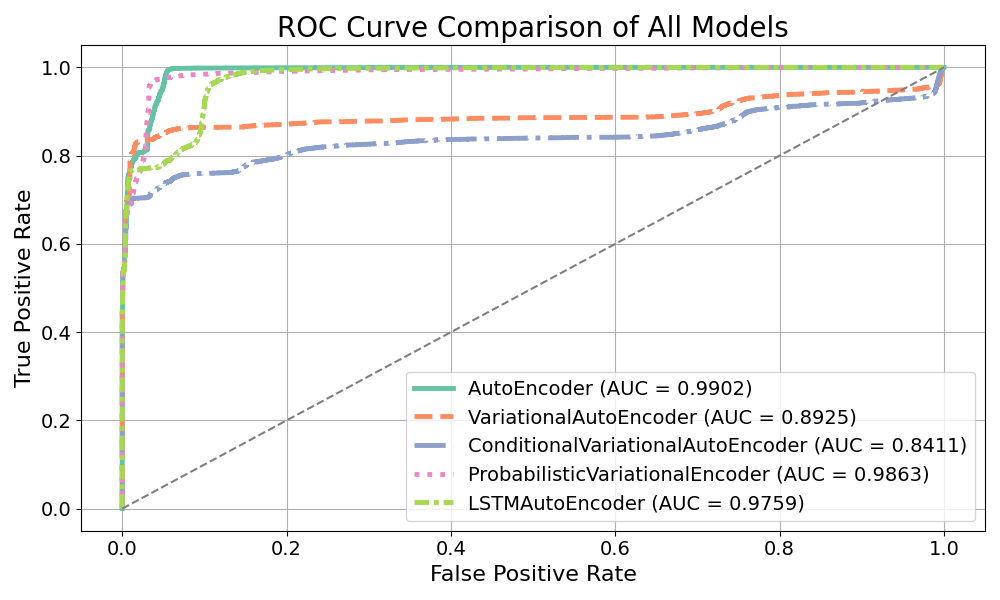 ROC Curve Comparison of All Models
True Positive Rate
1.0
0.8
0.6
0.4
0.2
0.0
AutoEncoder (AUC = 0.9902)
VariationalAutoEncoder (AUC = 0.8925)
ConditionalVariationalAutoEncoder (AUC = 0.8411)
ProbabilisticVariationalEncoder (AUC = 0.9863)
LSTMAutoEncoder (AUC = 0.9759)
0.0 0.2 0.4 0.6 0.8 1.0
False Positive Rate